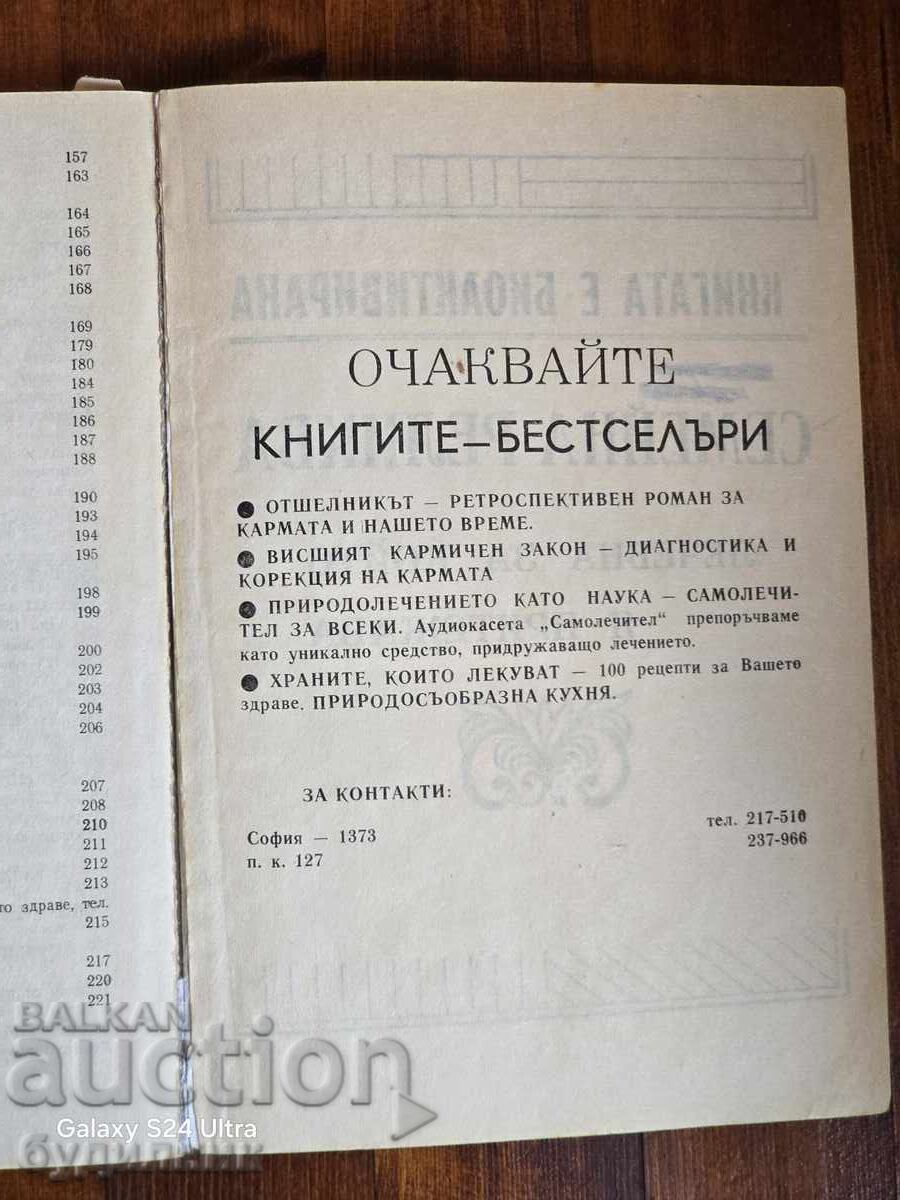 157
163
164
165
166
167
168
169
179
180
184
185
186
187
188
190
193
194
195
198
199
200
202
203
204
206
207
208
210
211
212
213
то здраве, тел.
215
217
220
221
КНИГАТА Е БИОАКТИВИРАНА
ОЧАКВАЙТЕ
КНИГИТЕ—БЕСТСЕЛЪРИ
● ОТШЕЛНИКЪТ — РЕТРОСПЕКТИВЕН РОМАН ЗА
КАРМАТА И НАШЕТО ВРЕМЕ.
● ВИСШИЯТ КАРМИЧЕН ЗАКОН — ДИАГНОСТИКА И
КОРЕКЦИЯ НА КАРМАТА
● ПРИРОДОЛЕЧЕНИЕТО КАТО НАУКА — САМОЛЕЧИ-
ТЕЛ ЗА ВСЕКИ. Аудиокасета „Самолечител" препоръчваме
като уникално средство, придружаващо лечението.
● ХРАНИТЕ, КОИТО ЛЕКУВАТ — 100 рецепти за Вашето
здраве. ПРИРОДОСЪОБРАЗНА КУХНЯ.
ЗА КОНТАКТИ:
София — 1373
п. к. 127
тел. 217-510
237-966
BALKAN
auction
Galaxy S24 Ultra
будилник